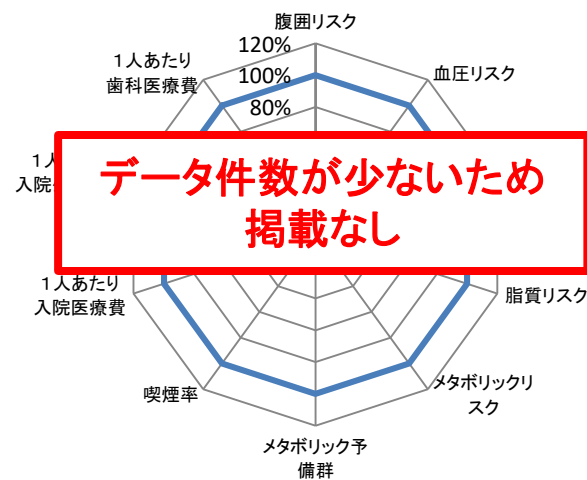 腹囲リスク
120%
100%
80%
血圧リスク
1人あたり
歯科医療費
データ件数が少ないため
掲載なし
1人
入院
1人あたり
入院医療費
脂質リスク
喫煙率
メタボリックリ
スク
メタボリック予
備群